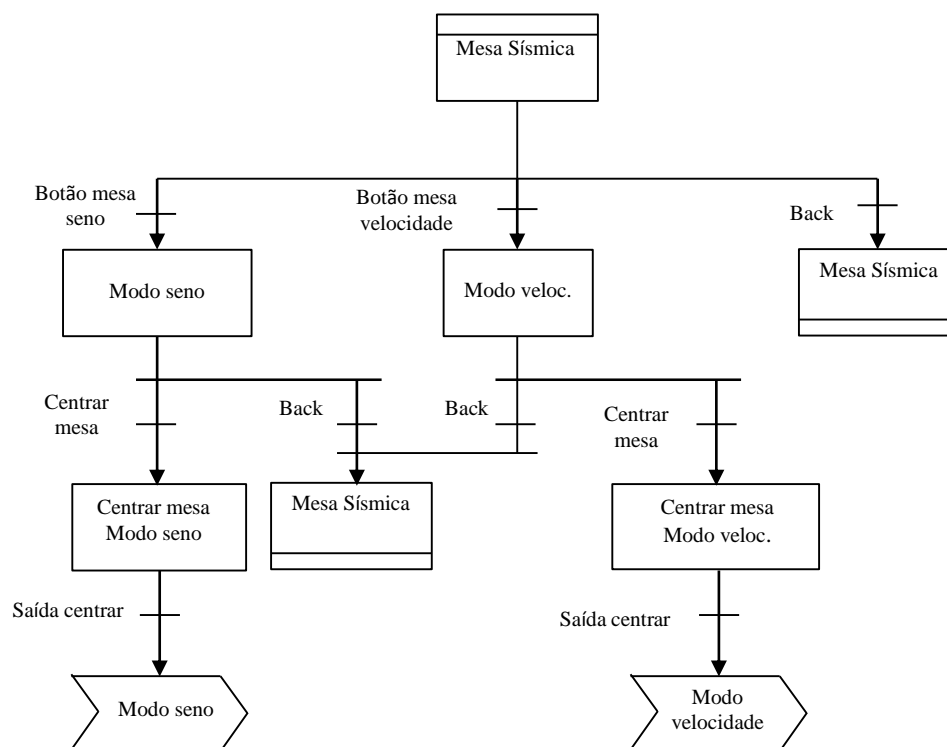 Mesa Sísmica
Botão mesa
seno
Botão mesa
velocidade
Back
Modo seno
Modo veloc.
Mesa Sísmica
Centrar
mesa
Back
Back
Centrar
mesa
Centrar mesa
Modo seno
Mesa Sísmica
Centrar mesa
Modo veloc.
Saída centrar
Saída centrar
Modo seno
Modo
velocidade